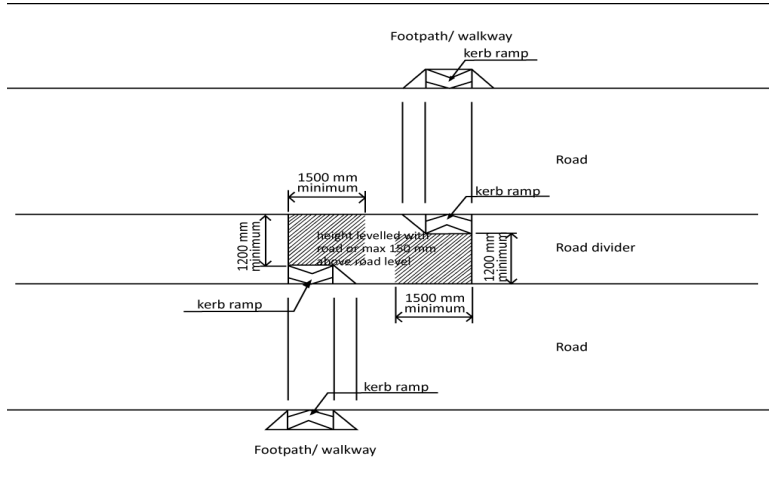 Footpath/ walkway
kerb ramp
Road
1500 mm
minimum
kerb ramp
1200 mm
minimum
height levelled with
road or max 150 mm
above road level
1200 mm
minimum
Road divider
kerb ramp
1500 mm
minimum
Road
kerb ramp
Footpath/ walkway